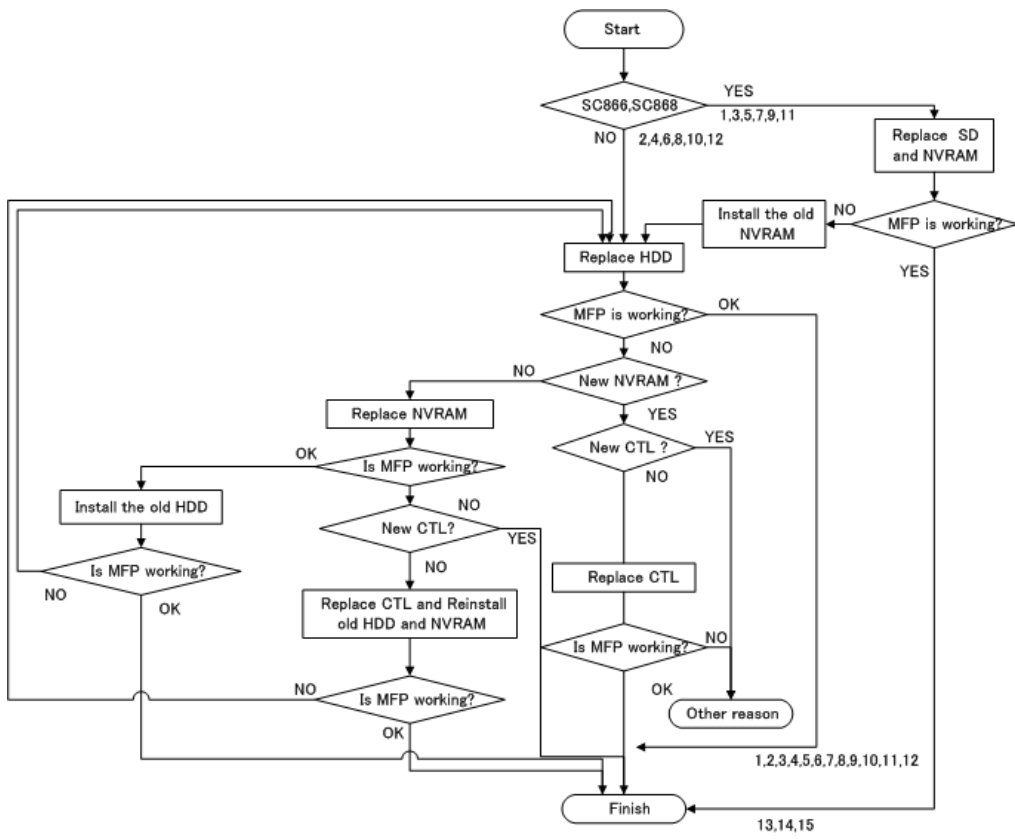 Start
SC866,SC868
YES
1,3,5,7,9,11
NO
2,4,6,8,10,12
Replace SD
and NVRAM
Install the old
NVRAM
NO
MFP is working?
YES
Replace HDD
MFP is working?
OK
NO
NO
New NVRAM ?
YES
Replace NVRAM
New CTL ?
YES
NO
OK
Is MFP working?
NO
Install the old HDD
New CTL?
YES
NO
Is MFP working?
NO
OK
Replace CTL
Replace CTL and Reinstall
old HDD and NVRAM
Is MFP working?
NO
OK
Other reason
NO
Is MFP working?
OK
1,2,3,4,5,6,7,8,9,10,11,12
Finish
13,14,15